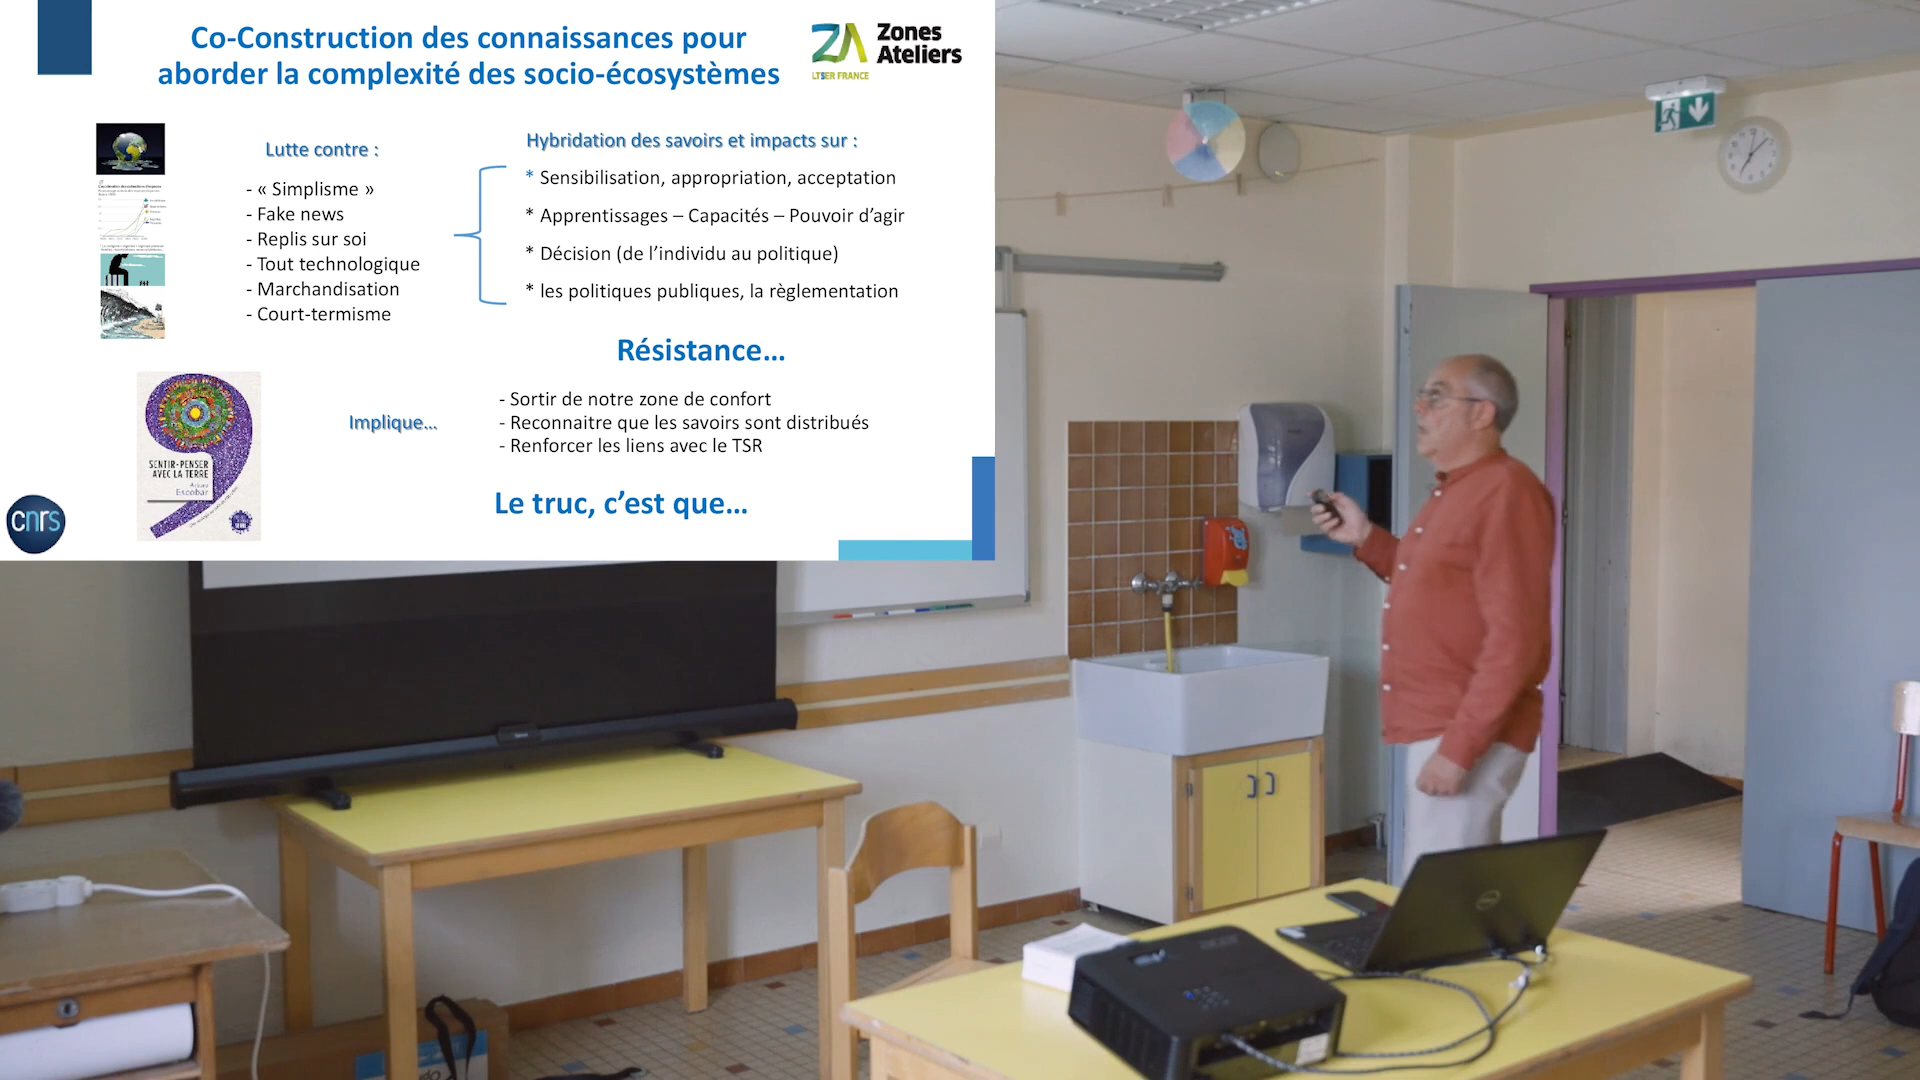 Co-Construction des connaissances pour
aborder la complexité des socio-écosystèmes
ZA Zones
Ateliers
LTSER FRANCE
Lutte contre :
- « Simplisme »
- Fake news
- Replis sur soi
- Tout technologique
- Marchandisation
- Court-termisme
Hybridation des savoirs et impacts sur :
* Sensibilisation, appropriation, acceptation
* Apprentissages – Capacités – Pouvoir d’agir
* Décision (de l’individu au politique)
* les politiques publiques, la règlementation
Résistance...
Implique...
- Sortir de notre zone de confort
- Reconnaitre que les savoirs sont distribués
- Renforcer les liens avec le TSR
SENTIR-PENSER
AVEC LA TERRE
Arturo
Escobar
Le truc, c’est que...
cnrs
DELL